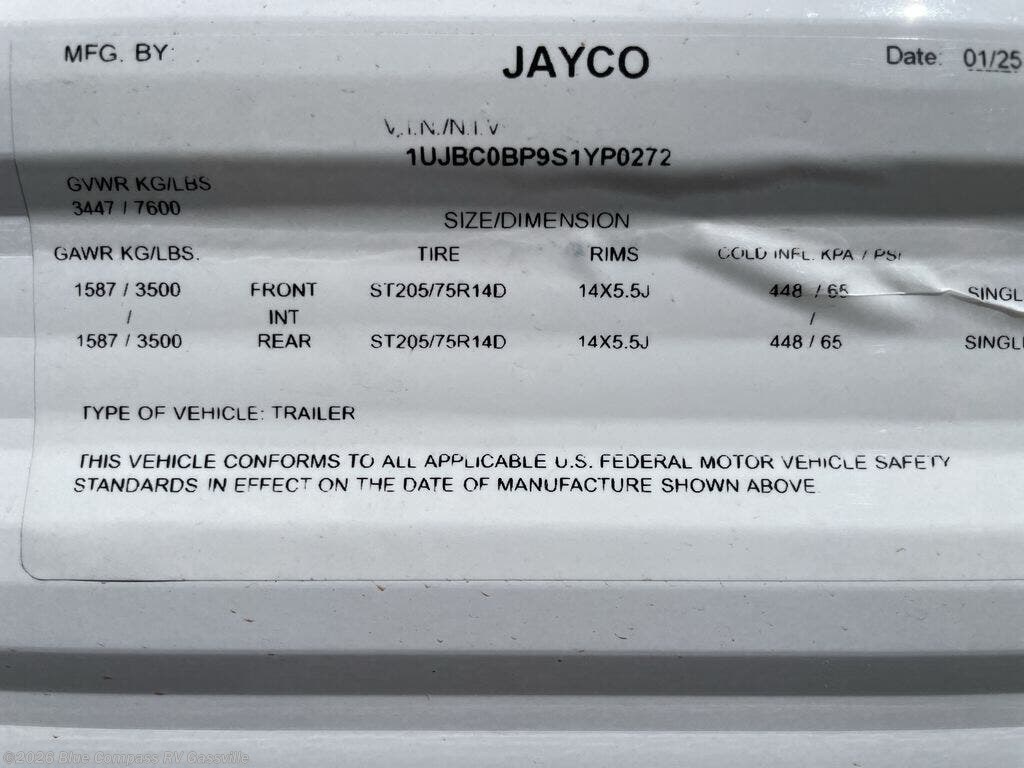 MFG. BY: JAYCO Date: 01/25
V.I.N./N.I.V
1UJBC0BP9S1YP0272
GVWR KG/LBS
3447 / 7600
SIZE/DIMENSION
GAWR KG/LBS. TIRE RIMS COLD INFL. KPA / PSI
1587 / 3500 FRONT ST205/75R14D 14X5.5J 448 / 65 SINGL
/ INT /
1587 / 3500 REAR ST205/75R14D 14X5.5J 448 / 65 SINGL
TYPE OF VEHICLE: TRAILER
THIS VEHICLE CONFORMS TO ALL APPLICABLE U.S. FEDERAL MOTOR VEHICLE SAFETY
STANDARDS IN EFFECT ON THE DATE OF MANUFACTURE SHOWN ABOVE.
©2026 Blue Compass RV Gassville